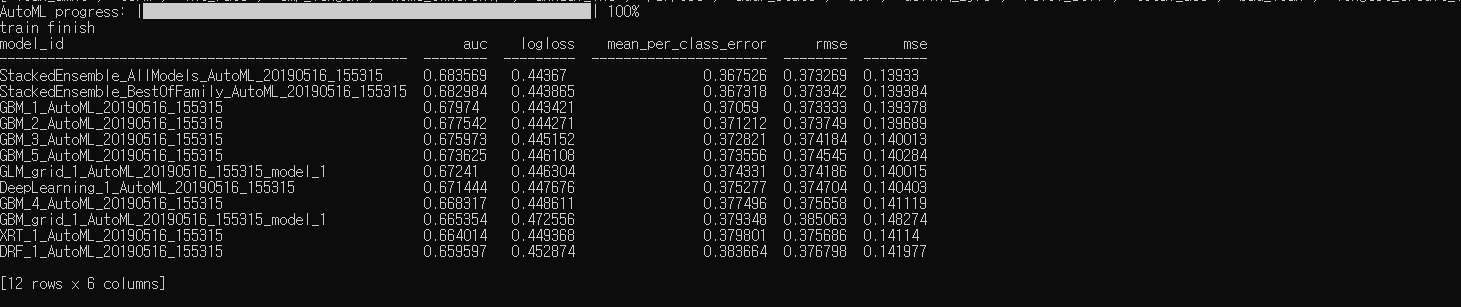 AutoML progress: | | 100%
train finish
model_id auc logloss mean_per_class_error rmse mse
StackedEnsemble_AllModels_AutoML_20190516_155315 0.683569 0.44367 0.367526 0.373269 0.13933
StackedEnsemble_BestOfFamily_AutoML_20190516_155315 0.682984 0.443865 0.367318 0.373342 0.139384
GBM_1_AutoML_20190516_155315 0.67974 0.443421 0.37059 0.373333 0.139378
GBM_2_AutoML_20190516_155315 0.677542 0.444271 0.371212 0.373749 0.139689
GBM_3_AutoML_20190516_155315 0.675973 0.445152 0.372821 0.374184 0.140013
GBM_5_AutoML_20190516_155315 0.673625 0.446108 0.373556 0.374545 0.140284
GLM_grid_1_AutoML_20190516_155315_model_1 0.67241 0.446304 0.374331 0.374186 0.140015
DeepLearning_1_AutoML_20190516_155315 0.671444 0.447676 0.375277 0.374704 0.140403
GBM_4_AutoML_20190516_155315 0.668317 0.448611 0.377496 0.375658 0.141119
GBM_grid_1_AutoML_20190516_155315_model_1 0.665354 0.472556 0.379348 0.385063 0.148274
XRT_1_AutoML_20190516_155315 0.664014 0.449368 0.379801 0.375686 0.14114
DRF_1_AutoML_20190516_155315 0.659597 0.452874 0.383664 0.376798 0.141977
[12 rows x 6 columns]